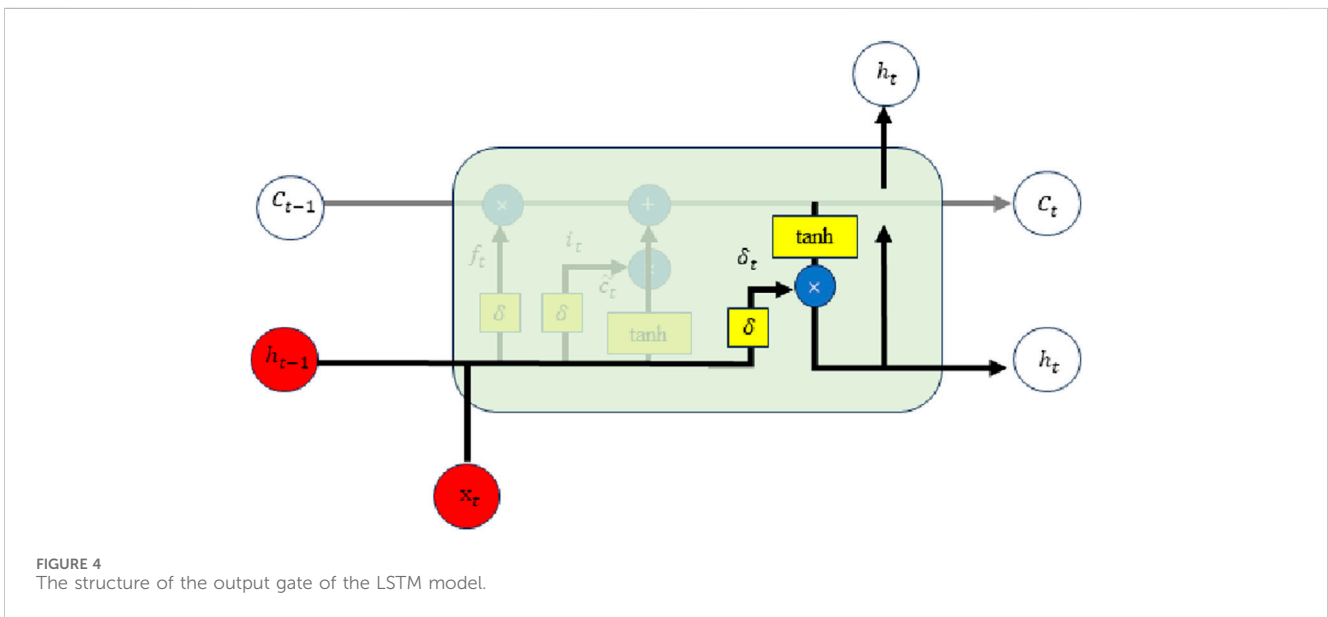 h_t
C_{t-1}
×
+
C_t
tanh
i_t
δ_t
f_t
×
c̃_t
δ
δ
δ
tanh
h_{t-1}
h_t
x_t
FIGURE 4
The structure of the output gate of the LSTM model.